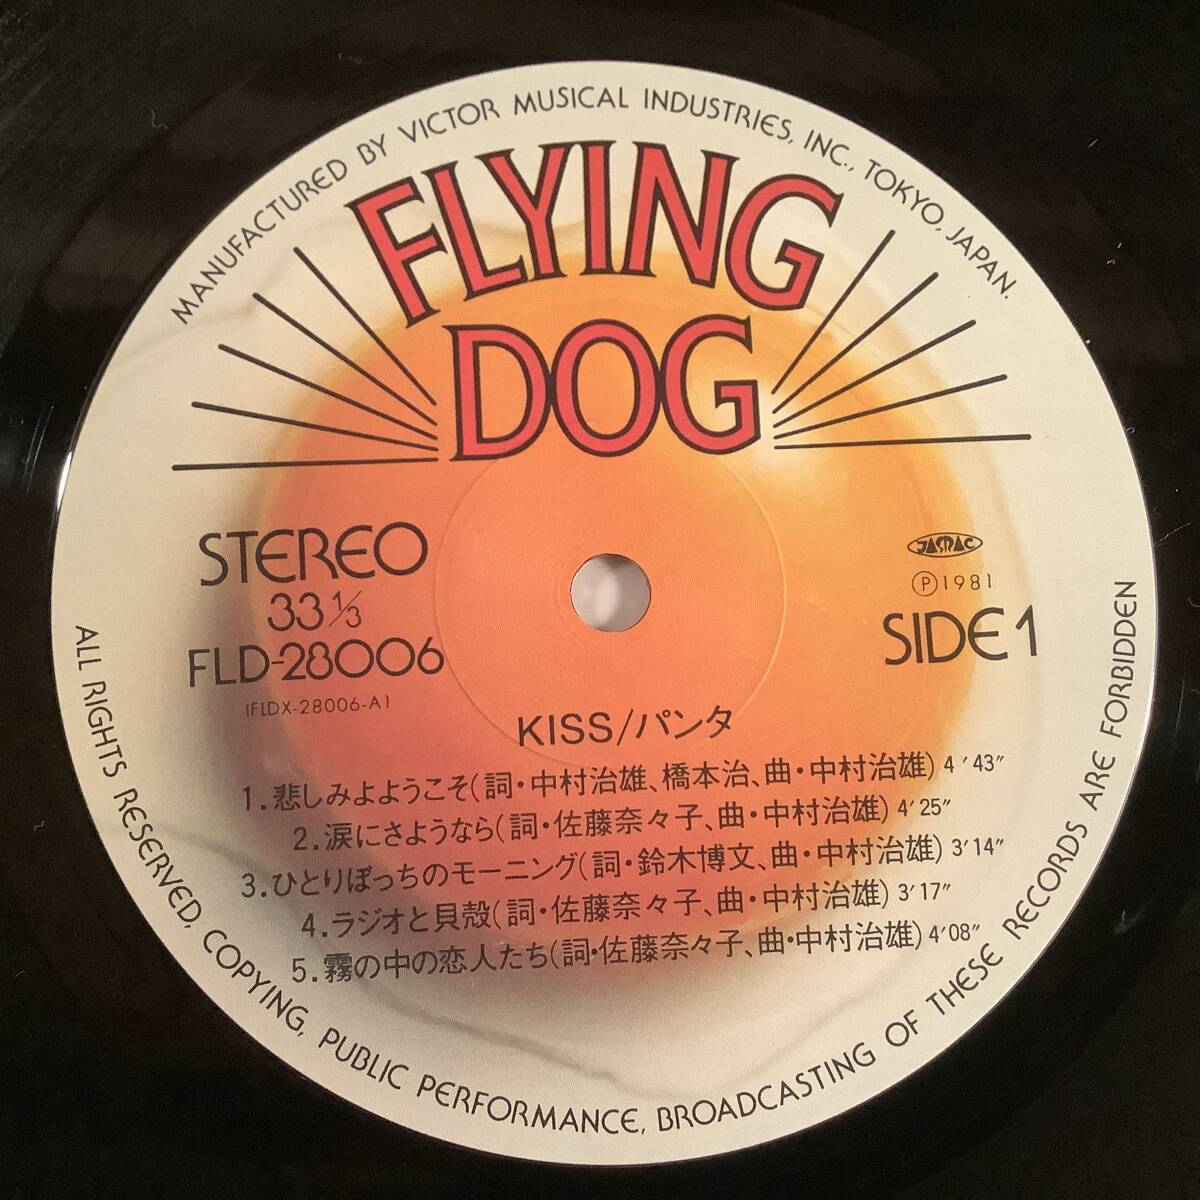 MANUFACTURED BY VICTOR MUSICAL INDUSTRIES, INC., TOKYO, JAPAN.
FLYING
DOG
STEREO
33 1/3
FLD-28006
(FLDX-28006-A)
JASRAC
Ⓟ1981
SIDE 1
KISS/パンタ
1. 悲しみよようこそ(詞・中村治雄、橋本治、曲・中村治雄) 4'43"
2. 涙にさようなら(詞・佐藤奈々子、曲・中村治雄) 4'25"
3. ひとりぼっちのモーニング(詞・鈴木博文、曲・中村治雄) 3'14"
4. ラジオと貝殻(詞・佐藤奈々子、曲・中村治雄) 3'17"
5. 霧の中の恋人たち(詞・佐藤奈々子、曲・中村治雄) 4'08"
ALL RIGHTS RESERVED, COPYING, PUBLIC PERFORMANCE, BROADCASTING OF THESE RECORDS ARE FORBIDDEN